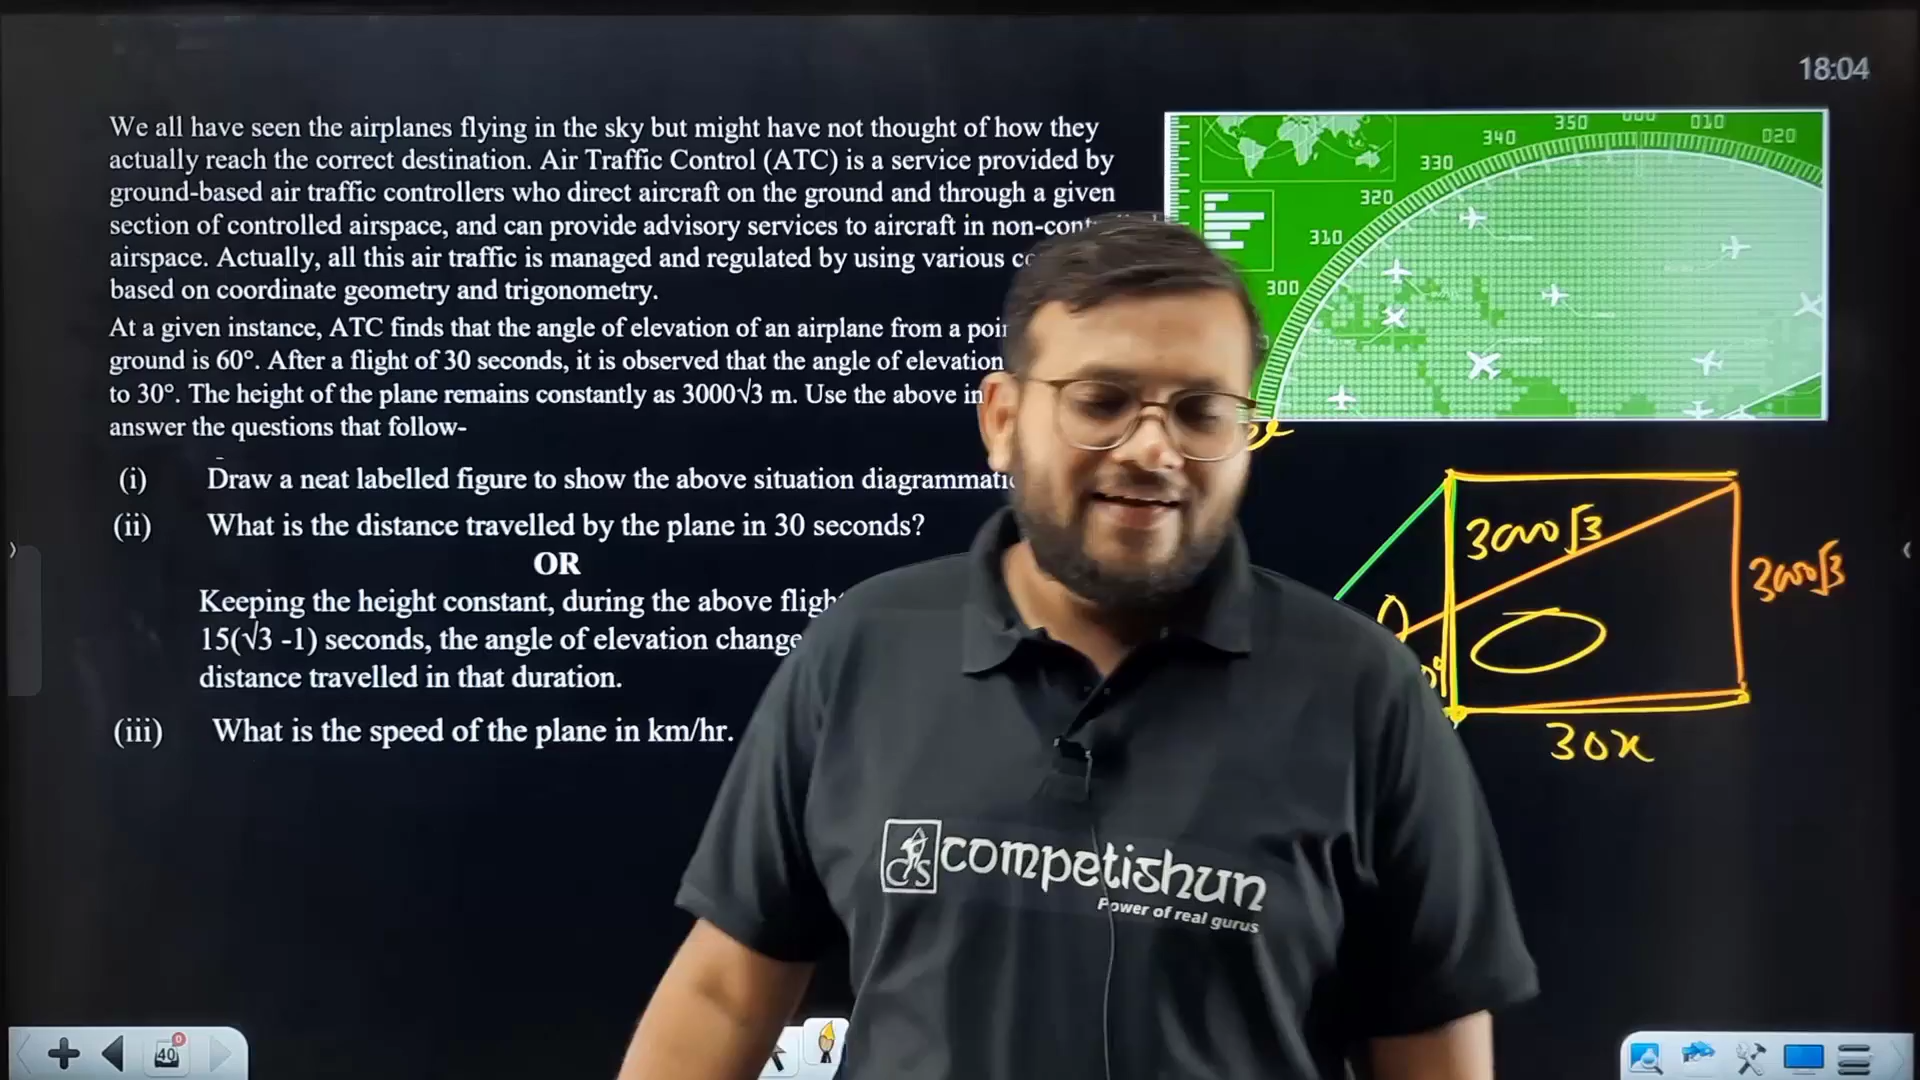 18:04
We all have seen the airplanes flying in the sky but might have not thought of how they
actually reach the correct destination. Air Traffic Control (ATC) is a service provided by
ground-based air traffic controllers who direct aircraft on the ground and through a given
section of controlled airspace, and can provide advisory services to aircraft in
airspace. Actually, all this air traffic is managed and regulated by using various
based on coordinate geometry and trigonometry.
At a given instance, ATC finds that the angle of elevation of an airplane from a
ground is 60°. After a flight of 30 seconds, it is observed that the angle of elevation
to 30°. The height of the plane remains constantly as 3000√3 m. Use the above
answer the questions that follow-
(i) Draw a neat labelled figure to show the above situation
(ii) What is the distance travelled by the plane in 30 seconds?
OR
Keeping the height constant, during the above
15(√3 -1) seconds, the angle of elevation
distance travelled in that duration.
(iii) What is the speed of the plane in km/hr.
300
310
320
330
340
350
000
010
020
3000√3
3000√3
30x
competishun
Power of real gurus
CS
40
0